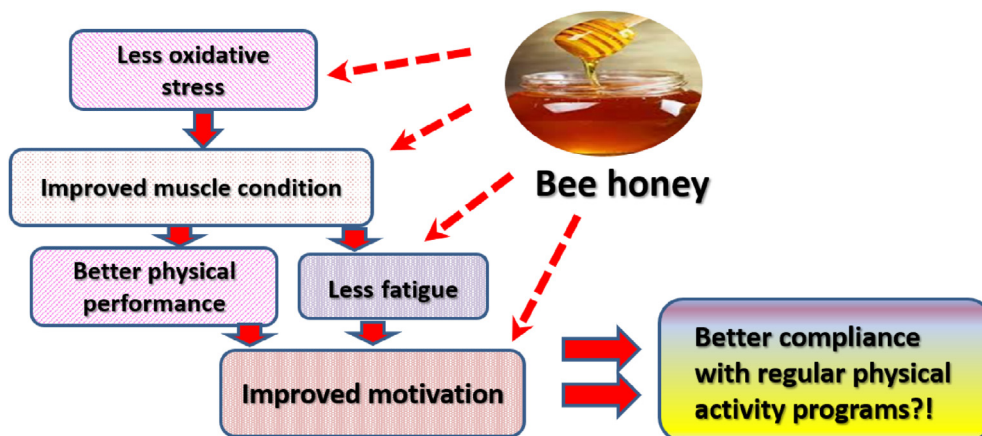 Less oxidative
stress
Improved muscle condition
Bee honey
Better physical
performance
Less fatigue
Improved motivation
Better compliance
with regular physical
activity programs?!